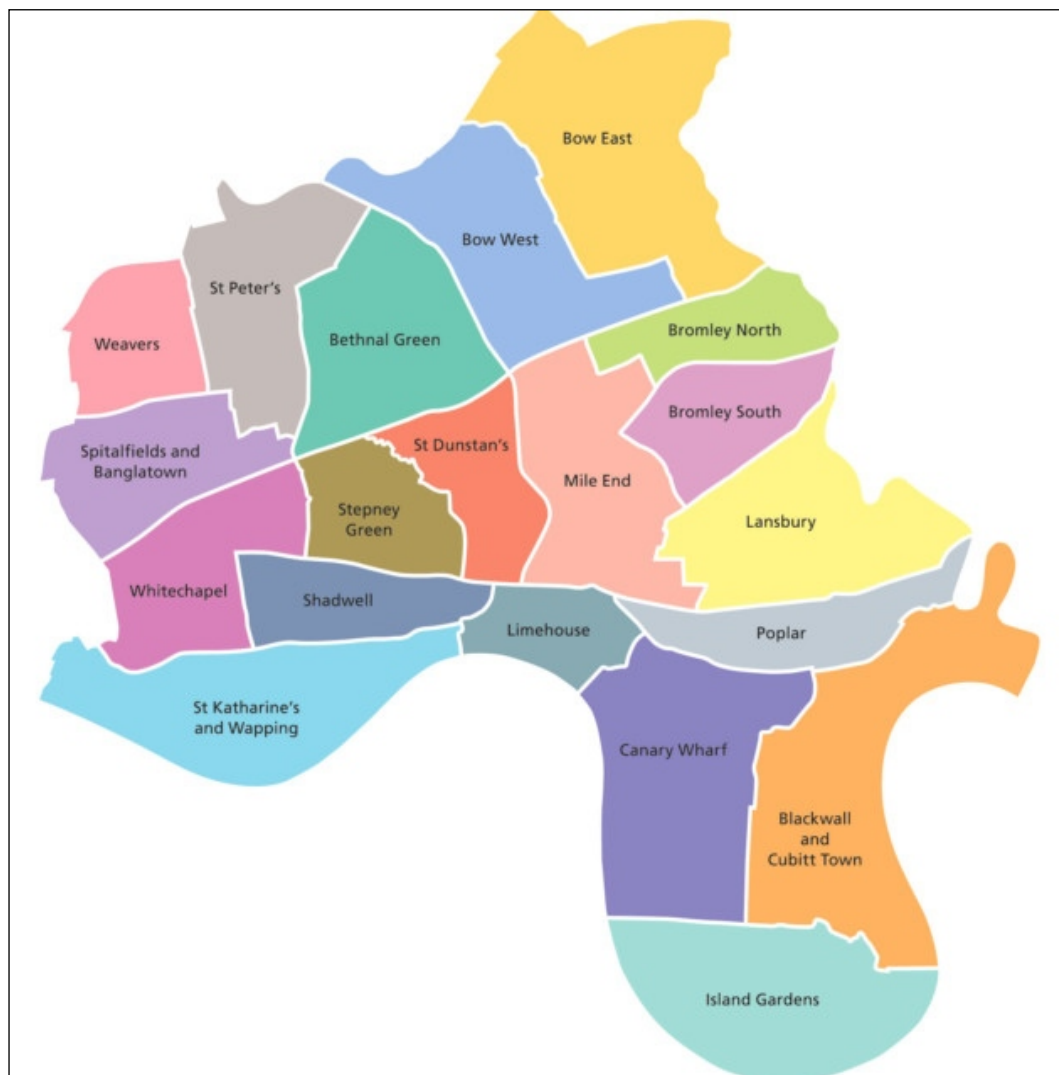 Bow East
Bow West
St Peter's
Bethnal Green
Weavers
Bromley North
Bromley South
St Dunstan's
Spitalfields and
Banglatown
Mile End
Stepney
Green
Lansbury
Whitechapel
Shadwell
Limehouse
Poplar
St Katharine's
and Wapping
Canary Wharf
Blackwall
and
Cubitt Town
Island Gardens